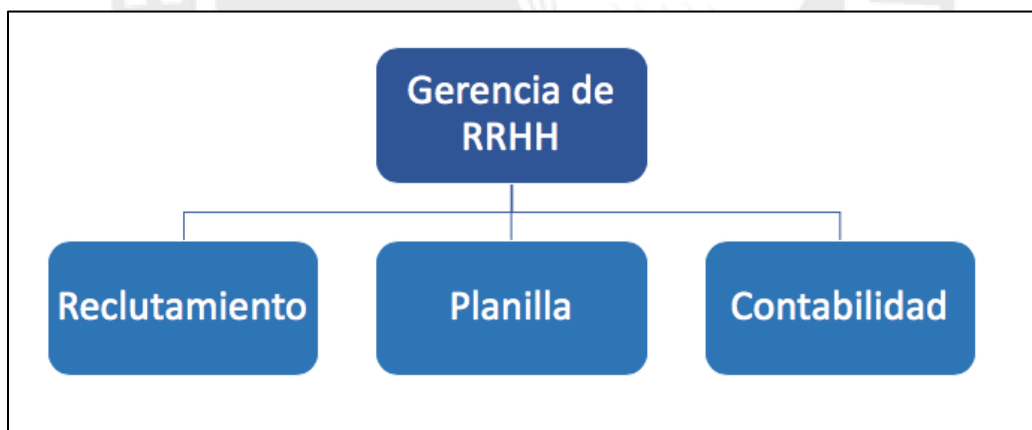 Gerencia de
RRHH
Reclutamiento
Planilla
Contabilidad